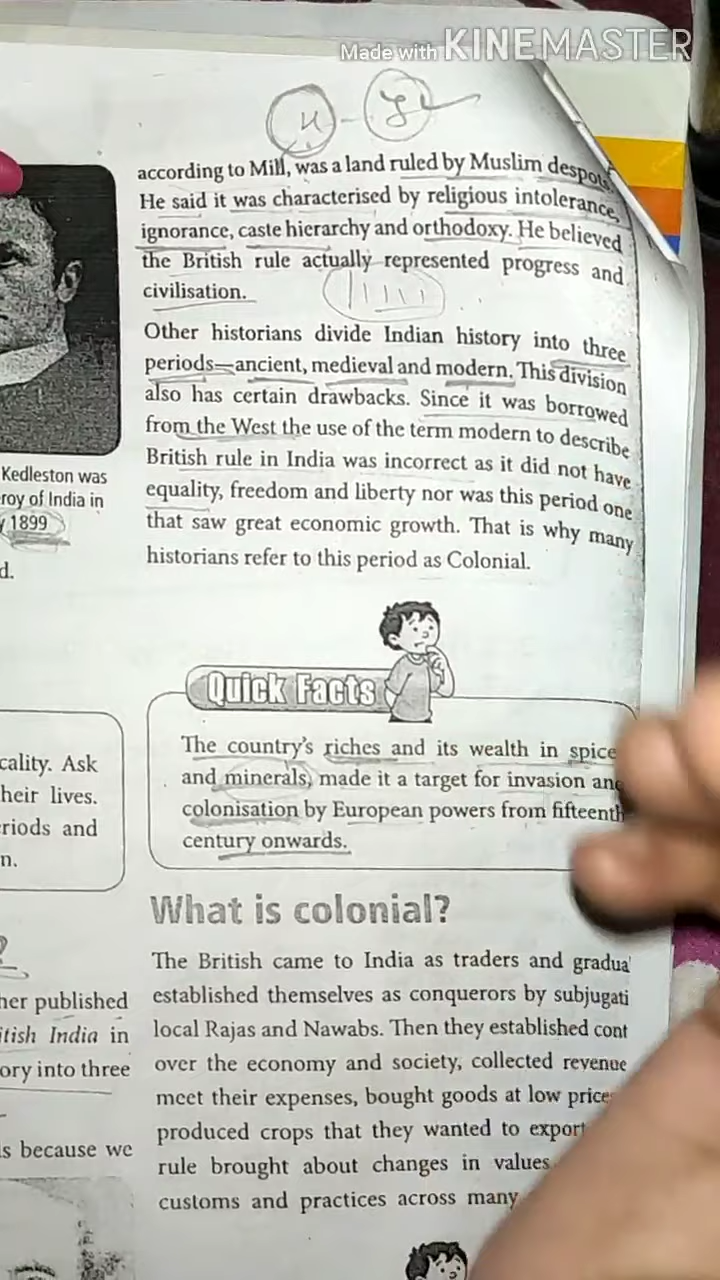 Made with KINEMASTER
according to Mill, was a land ruled by Muslim despots.
He said it was characterised by religious intolerance,
ignorance, caste hierarchy and orthodoxy. He believed
the British rule actually represented progress and
civilisation.
Other historians divide Indian history into three
periods—ancient, medieval and modern. This division
also has certain drawbacks. Since it was borrowed
from the West the use of the term modern to describe
British rule in India was incorrect as it did not have
equality, freedom and liberty nor was this period one
that saw great economic growth. That is why many
historians refer to this period as Colonial.
Kedleston was
roy of India in
1899
d.
Quick Facts
The country's riches and its wealth in spice
and minerals, made it a target for invasion an
colonisation by European powers from fifteenth
century onwards.
cality. Ask
heir lives.
riods and
n.
What is colonial?
The British came to India as traders and gradua
established themselves as conquerors by subjugati
local Rajas and Nawabs. Then they established cont
over the economy and society, collected revenue
meet their expenses, bought goods at low price
produced crops that they wanted to export
rule brought about changes in values
customs and practices across many
?
her published
itish India in
ory into three
s because we